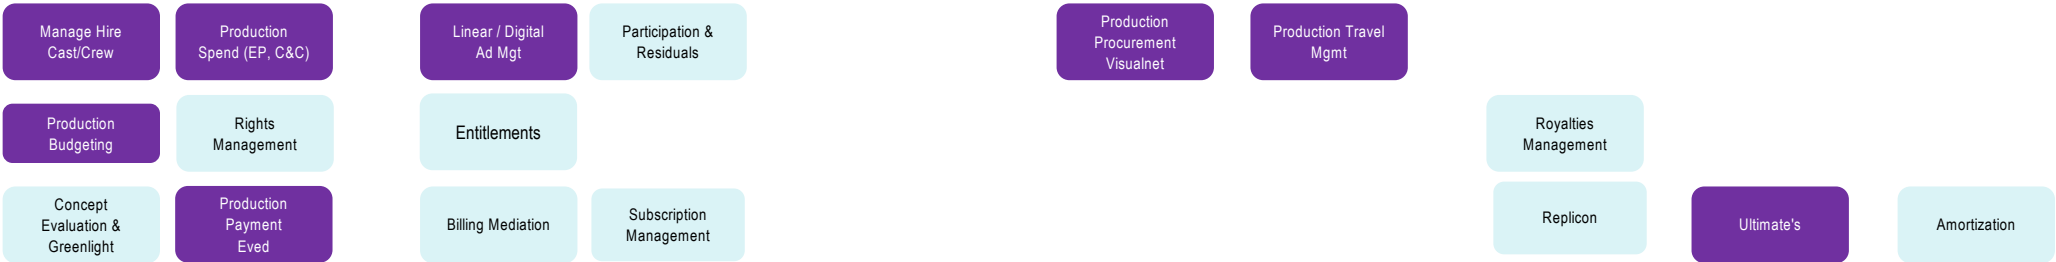 Manage Hire
Cast/Crew
Production
Spend (EP, C&C)
Linear / Digital
Ad Mgt
Participation &
Residuals
Production
Procurement
Visualnet
Production Travel
Mgmt
Production
Budgeting
Rights
Management
Entitlements
Royalties
Management
Concept
Evaluation &
Greenlight
Production
Payment
Eved
Billing Mediation
Subscription
Management
Replicon
Ultimate's
Amortization